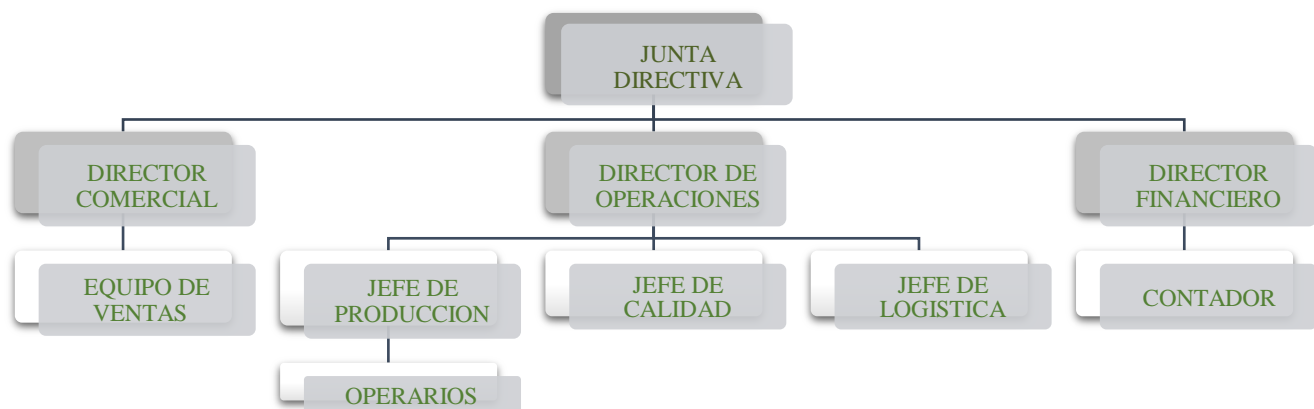 JUNTA
DIRECTIVA
DIRECTOR
COMERCIAL
DIRECTOR DE
OPERACIONES
DIRECTOR
FINANCIERO
EQUIPO DE
VENTAS
JEFE DE
PRODUCCION
JEFE DE
CALIDAD
JEFE DE
LOGISTICA
CONTADOR
OPERARIOS